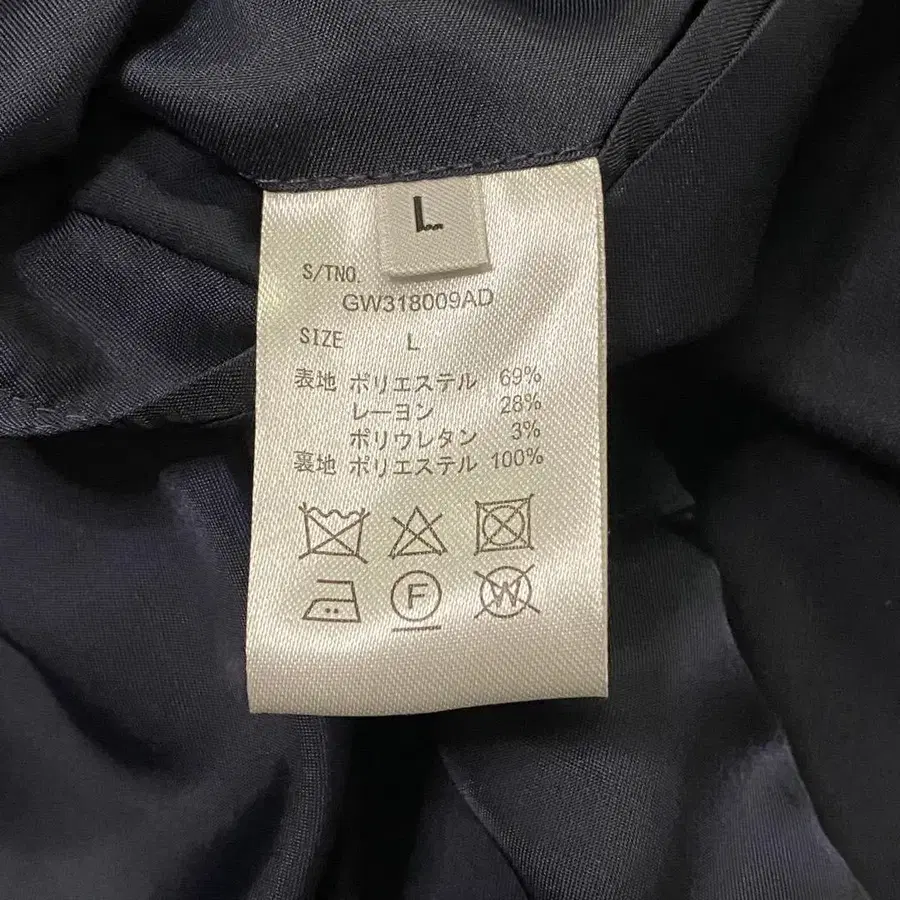 L
S/TNO.
GW318009AD
SIZE L
表地 ポリエステル 69%
レーヨン 28%
ポリウレタン 3%
裏地 ポリエステル 100%
F W